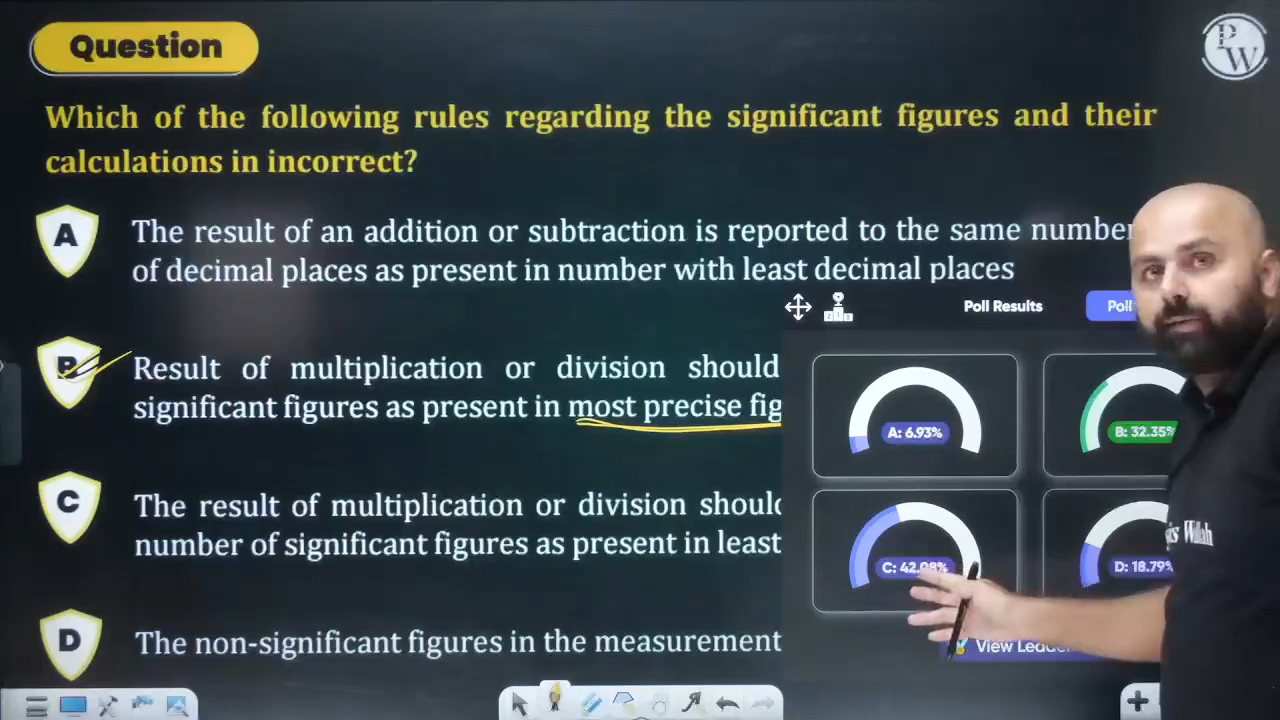 Question
PW
Which of the following rules regarding the significant figures and their
calculations in incorrect?
A
The result of an addition or subtraction is reported to the same number
of decimal places as present in number with least decimal places
Poll Results
Poll
B
Result of multiplication or division should
significant figures as present in most precise fig
A: 6.93%
B: 32.35%
C
The result of multiplication or division should
number of significant figures as present in least
C: 42.08%
D: 18.79%
D
The non-significant figures in the measurement
View